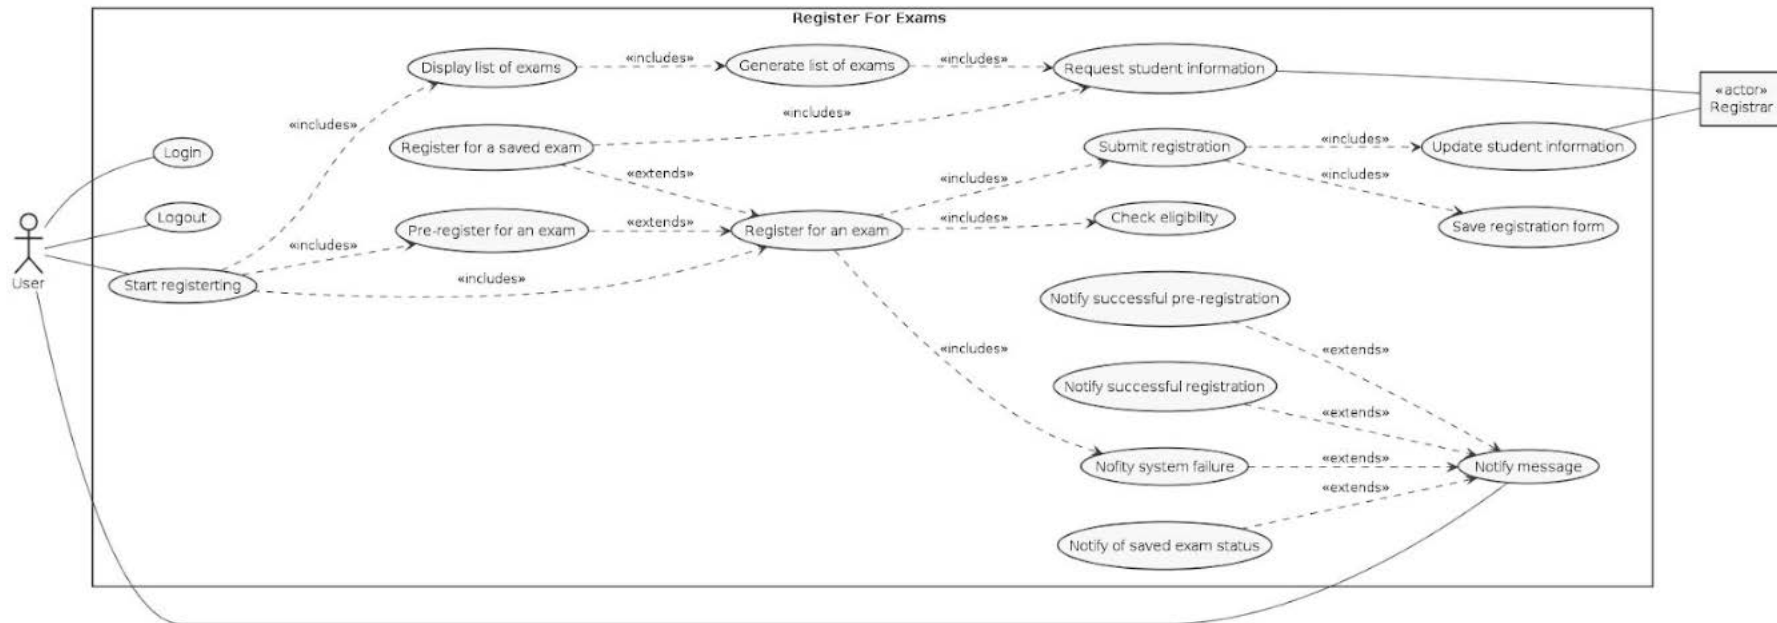 Register For Exams
Display list of exams
«includes»
Generate list of exams
«includes»
Request student information
«actor»
Registrar
«includes»
«includes»
Login
Register for a saved exam
Submit registration
«includes»
Update student information
«extends»
«includes»
«includes»
Logout
Pre-register for an exam
«extends»
Register for an exam
«includes»
Check eligibility
Save registration form
«includes»
User
Start registerting
«includes»
Notify successful pre-registration
«includes»
«extends»
Notify successful registration
«extends»
Nofity system failure
«extends»
Notify message
«extends»
Notify of saved exam status